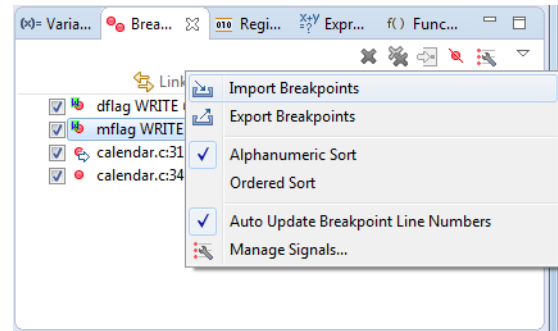 (x)= Varia... Brea... 010 Regi... X+Y=? Expr... f() Func...
Link
Import Breakpoints
dflag WRITE
Export Breakpoints
mflag WRITE
calendar.c:31
Alphanumeric Sort
calendar.c:34
Ordered Sort
Auto Update Breakpoint Line Numbers
Manage Signals...